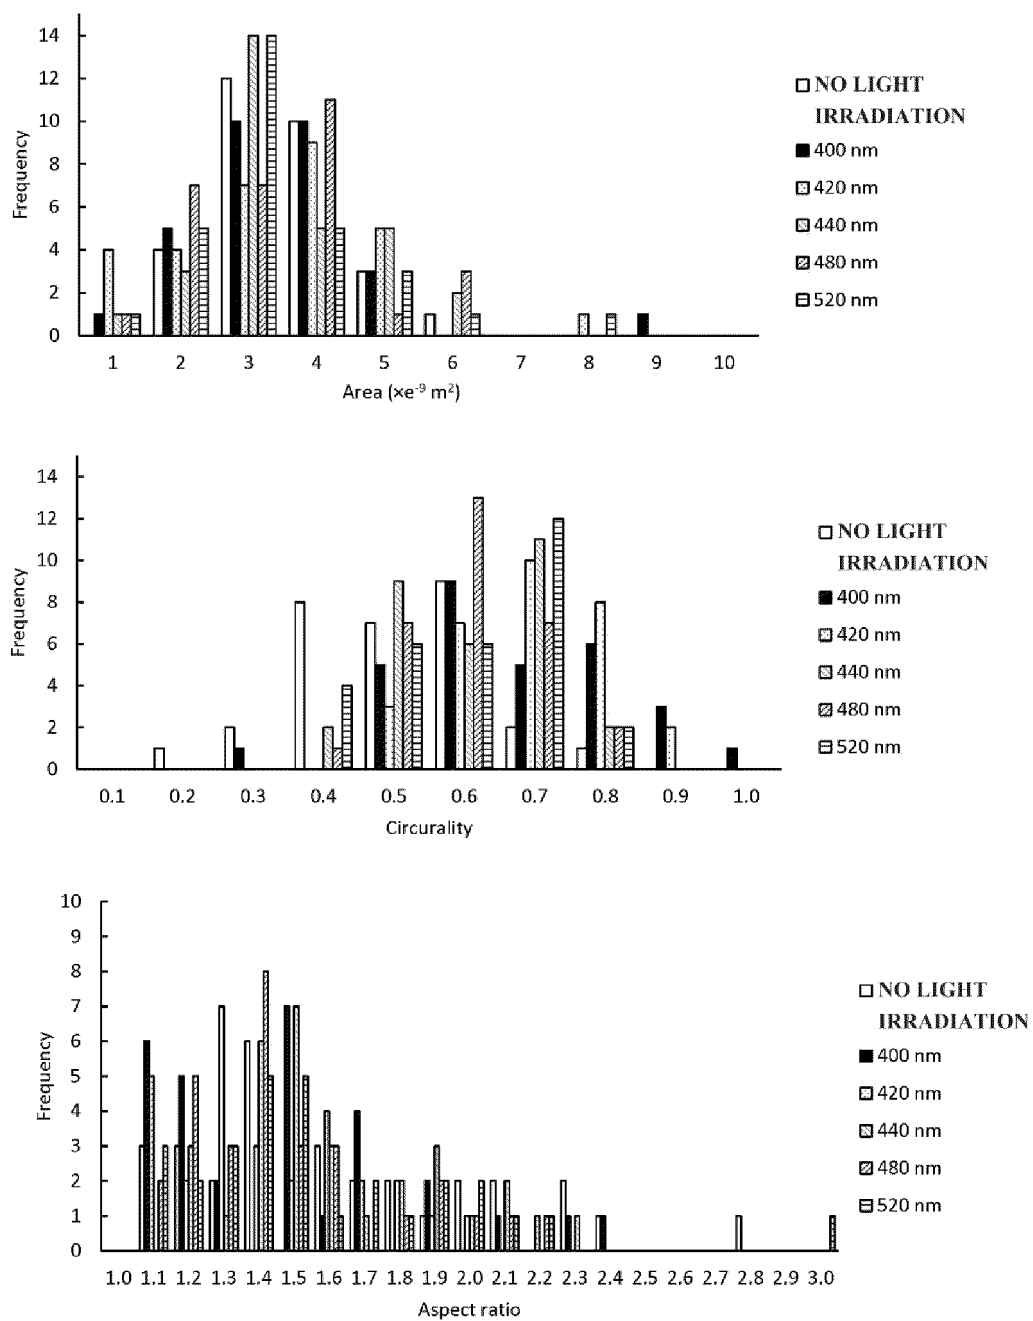 14
12
10
8
6
4
2
0
Frequency
1 2 3 4 5 6 7 8 9 10
Area (×e⁻⁹ m²)
NO LIGHT
IRRADIATION
400 nm
420 nm
440 nm
480 nm
520 nm
14
12
10
8
6
4
2
0
Frequency
0.1 0.2 0.3 0.4 0.5 0.6 0.7 0.8 0.9 1.0
Circurality
NO LIGHT
IRRADIATION
400 nm
420 nm
440 nm
480 nm
520 nm
10
9
8
7
6
5
4
3
2
1
0
Frequency
1.0 1.1 1.2 1.3 1.4 1.5 1.6 1.7 1.8 1.9 2.0 2.1 2.2 2.3 2.4 2.5 2.6 2.7 2.8 2.9 3.0
Aspect ratio
NO LIGHT
IRRADIATION
400 nm
420 nm
440 nm
480 nm
520 nm